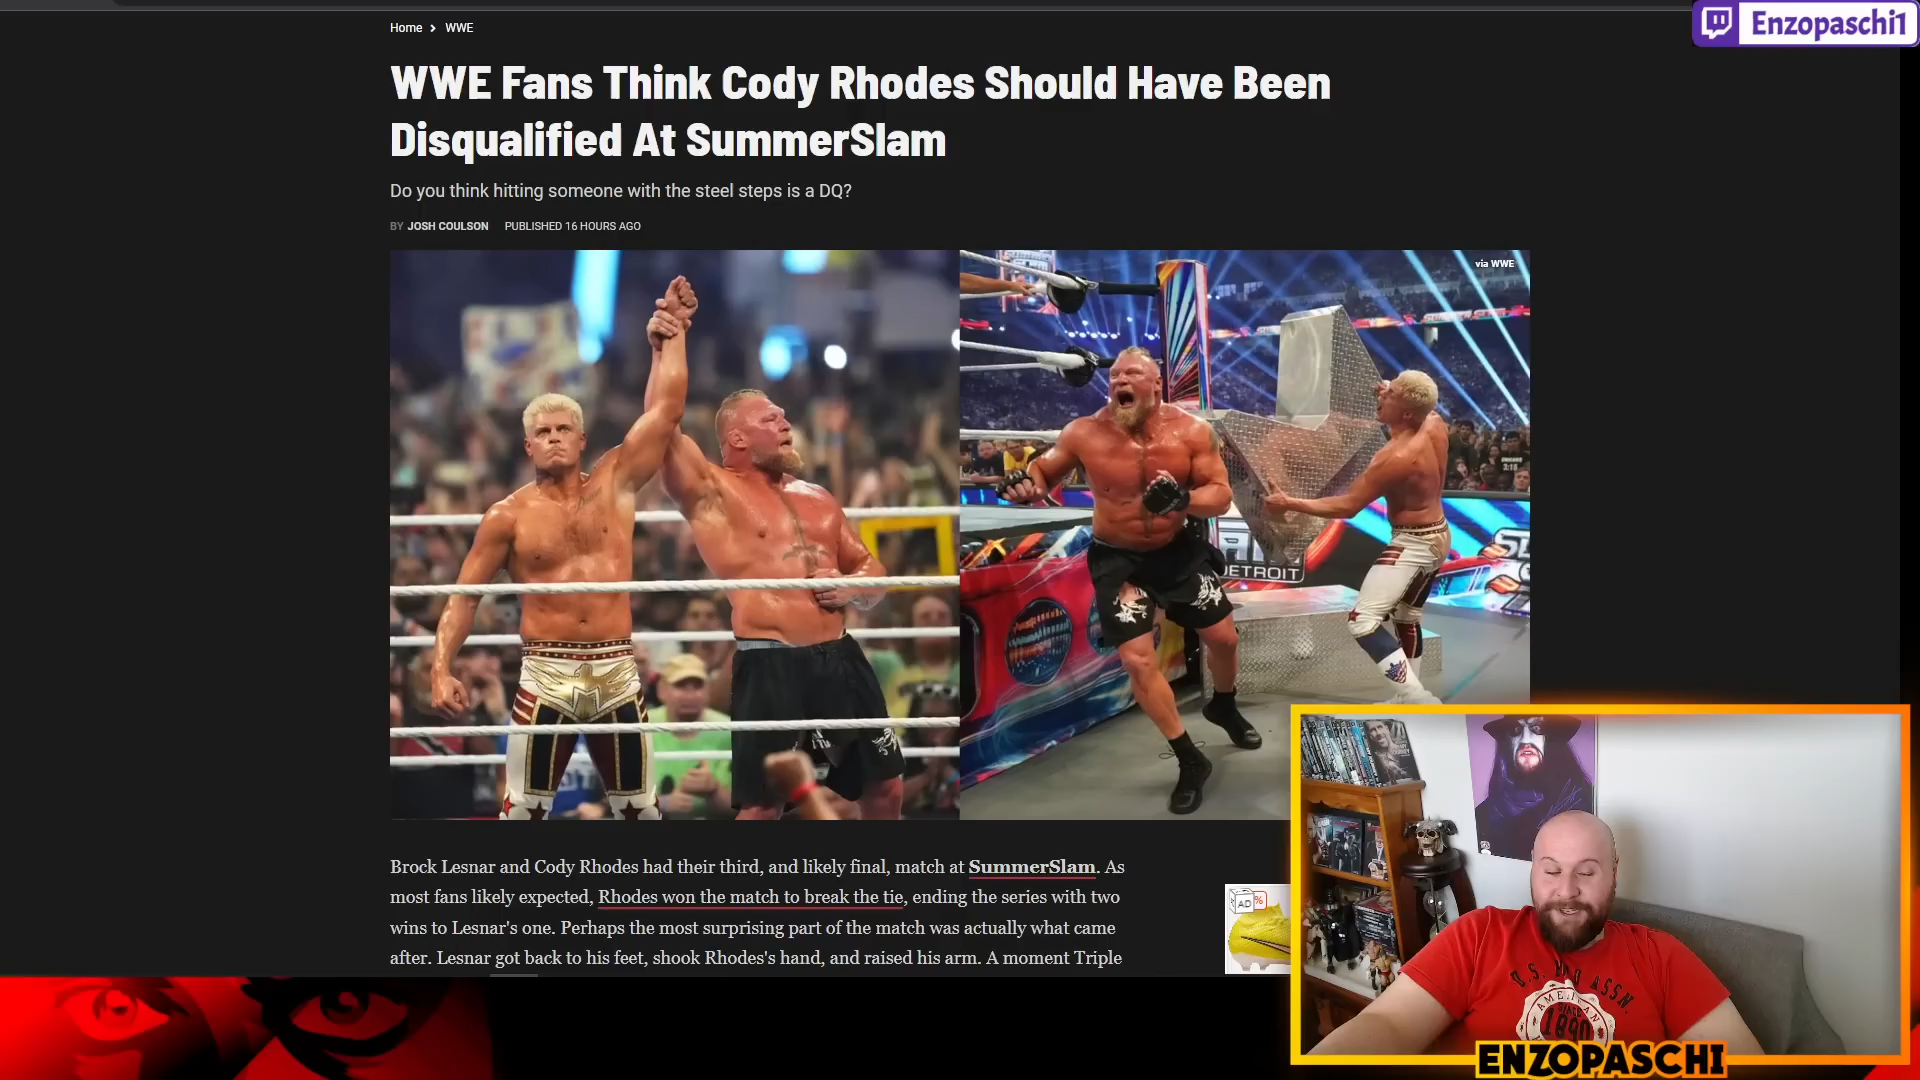 Home > WWE
Enzopaschi1
WWE Fans Think Cody Rhodes Should Have Been
Disqualified At SummerSlam
Do you think hitting someone with the steel steps is a DQ?
BY JOSH COULSON PUBLISHED 16 HOURS AGO
via WWE
DETROIT
Brock Lesnar and Cody Rhodes had their third, and likely final, match at SummerSlam. As
most fans likely expected, Rhodes won the match to break the tie, ending the series with two
wins to Lesnar's one. Perhaps the most surprising part of the match was actually what came
after. Lesnar got back to his feet, shook Rhodes's hand, and raised his arm. A moment Triple
AD %
ASSN.
1890
ENZOPASCHI